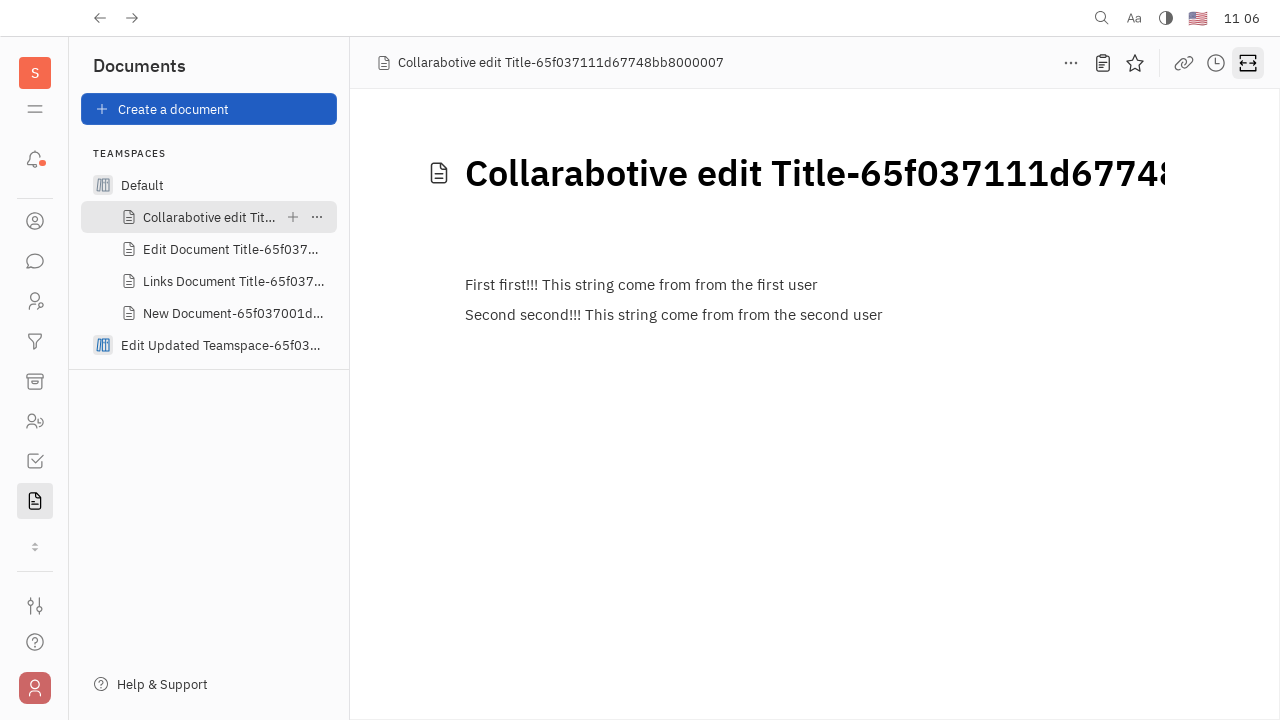 Aa
11 06
S
Documents
Create a document
TEAMSPACES
Default
Collarabotive edit Tit...
Edit Document Title-65f037...
Links Document Title-65f037...
New Document-65f037001d...
Edit Updated Teamspace-65f03...
Help & Support
Collarabotive edit Title-65f037111d67748bb8000007
Collarabotive edit Title-65f037111d67748
First first!!! This string come from from the first user
Second second!!! This string come from from the second user